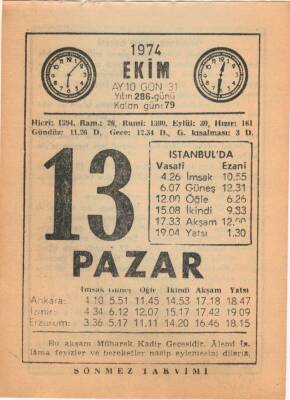 1974
EKİM
AY 10 GÜN 31
Yılın 286.günü
Kalan gün: 79
Hicri: 1394, Ram.: 26, Rumi: 1390, Eylül: 30, Hızır: 161
Gündüz: 11.26 D, Gece: 12.34 D., G. kısalması: 3 D.
13
İSTANBUL'DA
Vasati Ezani
4.26 İmsak 10.55
6.07 Güneş 12.31
12.00 Öğle 6.26
15.08 İkindi 9.33
17.33 Akşam 12.00
19.04 Yatsı 1.30
PAZAR
İmsak Güneş Öğle İkindi Akşam Yatsı
Ankara: 4.10 5.51 11.45 14.53 17.18 18.47
İzmir: 4.34 6.12 12.07 15.17 17.42 19.09
Erzurum: 3.36 5.17 11.11 14.20 16.46 18.15
Bu akşam Mübarek Kadir Gecesidir. Âlemi İs-
lâma feyizler ve bereketler nâsip eylemesini dileriz.
SÖNMEZ TAKVİMİ